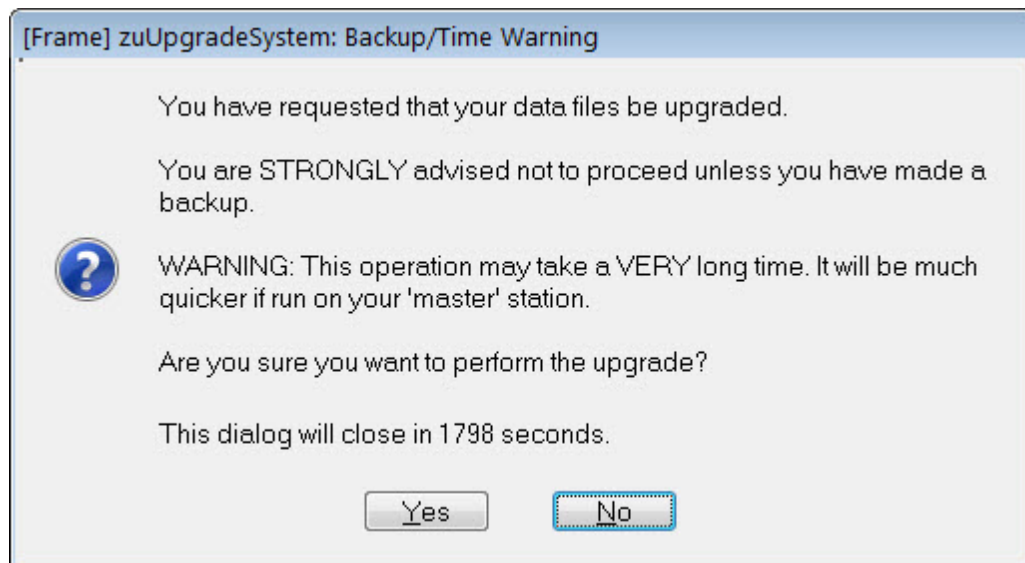 [Frame] zuUpgradeSystem: Backup/Time Warning
You have requested that your data files be upgraded.
You are STRONGLY advised not to proceed unless you have made a
backup.
WARNING: This operation may take a VERY long time. It will be much
quicker if run on your 'master' station.
Are you sure you want to perform the upgrade?
This dialog will close in 1798 seconds.
Yes No